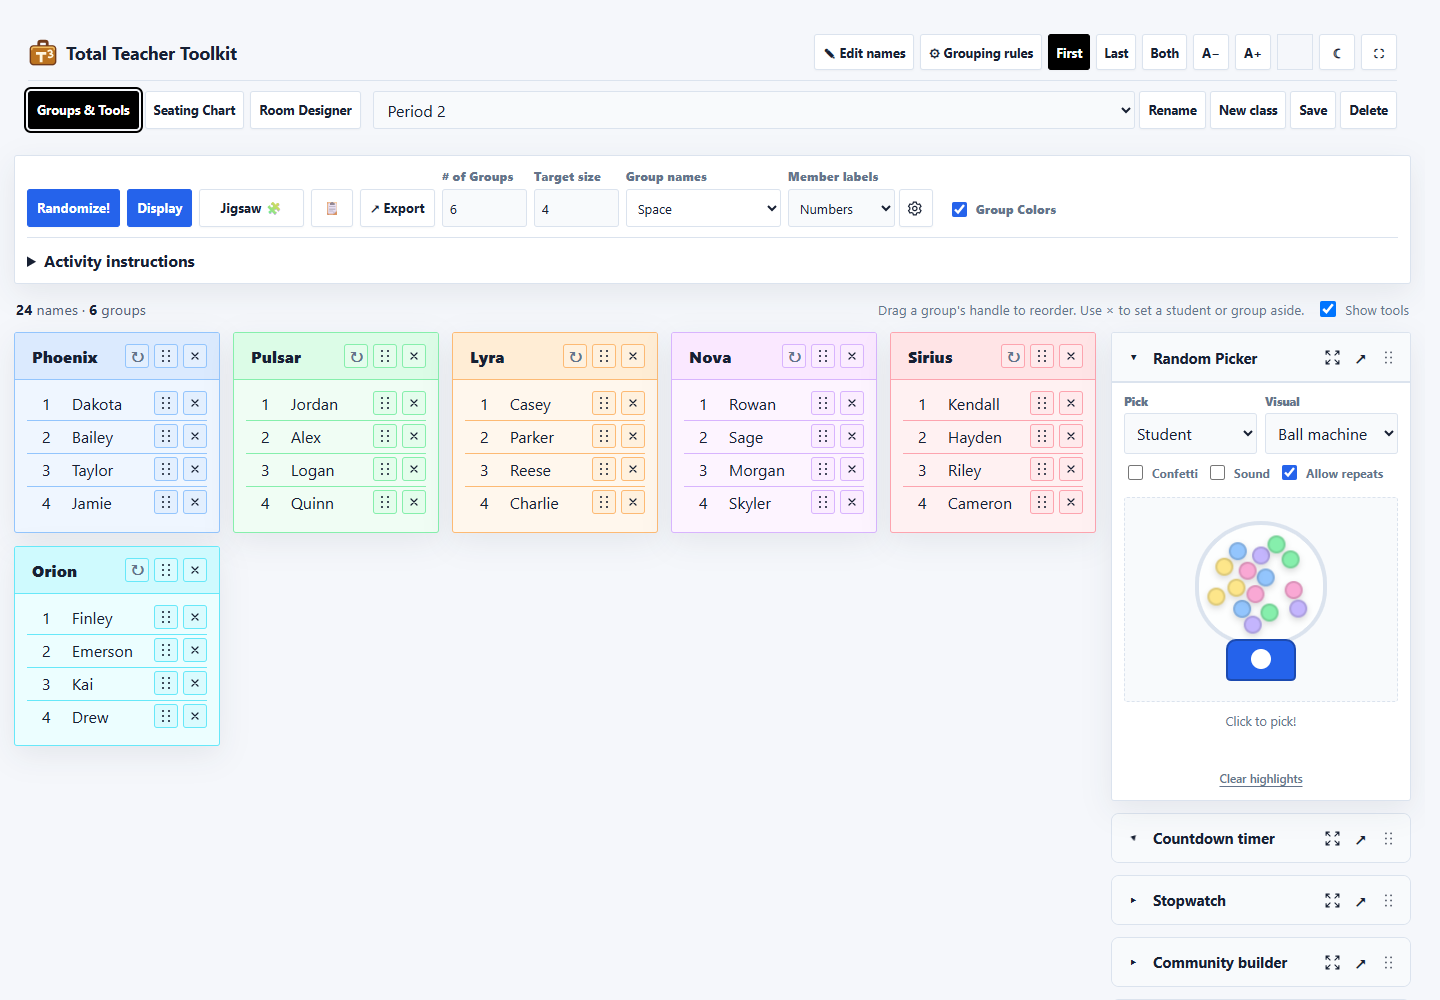 T3 Total Teacher Toolkit
✎ Edit names ⚙ Grouping rules First Last Both A− A+ ☾ ⛶
Groups & Tools Seating Chart Room Designer Period 2 Rename New class Save Delete
# of Groups Target size Group names Member labels
Randomize! Display Jigsaw 🧩 📋 ↗ Export 6 4 Space Numbers Group Colors
▶ Activity instructions
24 names · 6 groups
Drag a group's handle to reorder. Use × to set a student or group aside. Show tools
Phoenix
1 Dakota
2 Bailey
3 Taylor
4 Jamie
Pulsar
1 Jordan
2 Alex
3 Logan
4 Quinn
Lyra
1 Casey
2 Parker
3 Reese
4 Charlie
Nova
1 Rowan
2 Sage
3 Morgan
4 Skyler
Sirius
1 Kendall
2 Hayden
3 Riley
4 Cameron
Orion
1 Finley
2 Emerson
3 Kai
4 Drew
Random Picker
Pick Visual
Student Ball machine
Confetti Sound Allow repeats
Click to pick!
Clear highlights
Countdown timer
Stopwatch
Community builder